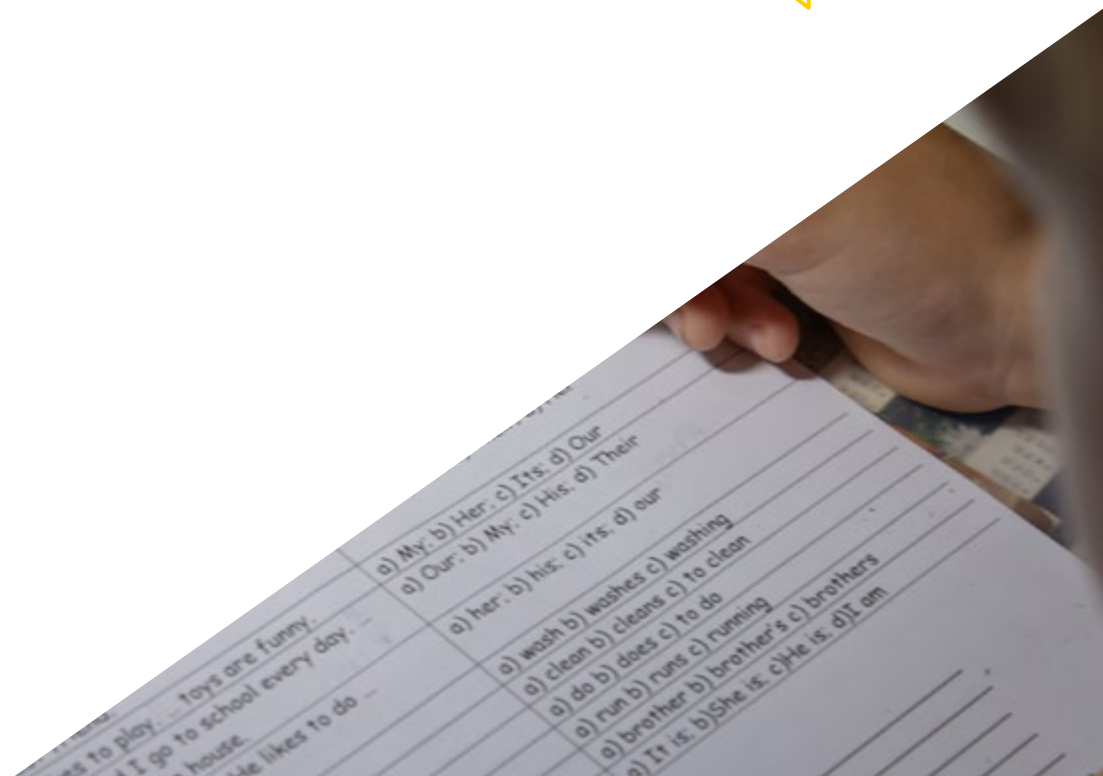 a) My: b) Her: c) Its: d) Our
toys are funny. a) Our: b) My: c) His: d) Their
es to play.
I go to school every day. a) her: b) his: c) its: d) our
house
He likes to do
a) wash b) washes c) washing
a) clean b) cleans c) to clean
a) do b) does c) to do
a) run b) runs c) running
a) brother b) brother's c) brothers
a) It is: b)She is: c)He is: d)I am